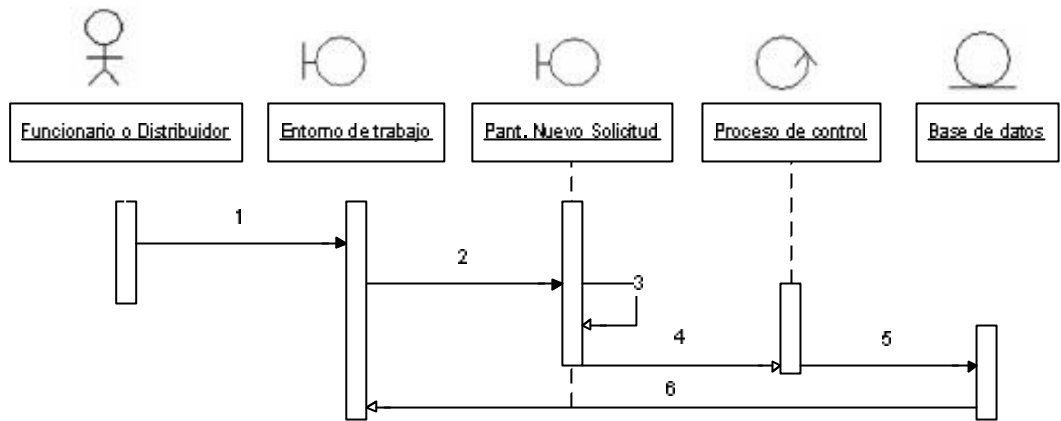 Funcionario o Distribuidor
Entorno de trabajo
Pant. Nuevo Solicitud
Proceso de control
Base de datos
1
2
3
4
5
6